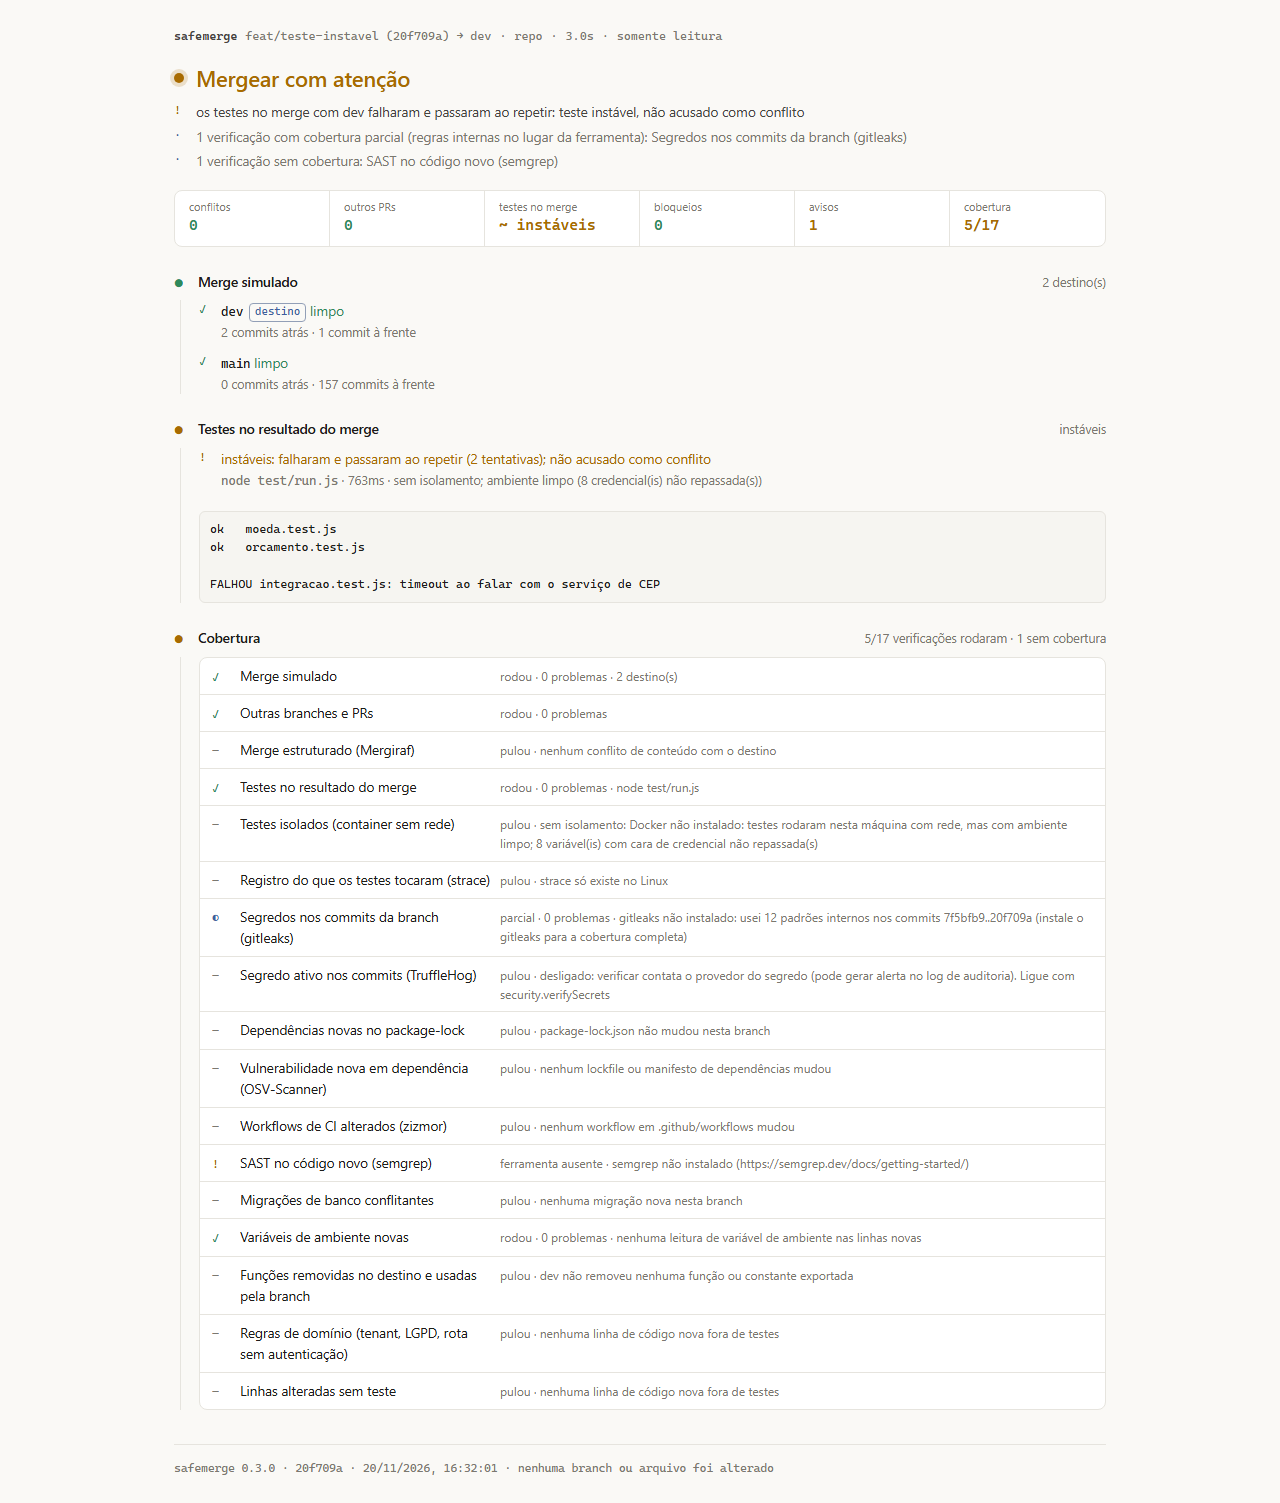 safemerge feat/teste-instavel (20f709a) → dev · repo · 3.0s · somente leitura
Mergear com atenção
! os testes no merge com dev falharam e passaram ao repetir: teste instável, não acusado como conflito
· 1 verificação com cobertura parcial (regras internas no lugar da ferramenta): Segredos nos commits da branch (gitleaks)
· 1 verificação sem cobertura: SAST no código novo (semgrep)
conflitos outros PRs testes no merge bloqueios avisos cobertura
0 0 ~ instáveis 0 1 5/17
Merge simulado 2 destino(s)
✓ dev destino limpo
2 commits atrás · 1 commit à frente
✓ main limpo
0 commits atrás · 157 commits à frente
Testes no resultado do merge instáveis
! instáveis: falharam e passaram ao repetir (2 tentativas); não acusado como conflito
node test/run.js · 763ms · sem isolamento; ambiente limpo (8 credencial(is) não repassada(s))
ok moeda.test.js
ok orcamento.test.js
FALHOU integracao.test.js: timeout ao falar com o serviço de CEP
Cobertura 5/17 verificações rodaram · 1 sem cobertura
✓ Merge simulado rodou · 0 problemas · 2 destino(s)
✓ Outras branches e PRs rodou · 0 problemas
— Merge estruturado (Mergiraf) pulou · nenhum conflito de conteúdo com o destino
✓ Testes no resultado do merge rodou · 0 problemas · node test/run.js
— Testes isolados (container sem rede) pulou · sem isolamento: Docker não instalado: testes rodaram nesta máquina com rede, mas com ambiente
limpo; 8 variável(is) com cara de credencial não repassada(s)
— Registro do que os testes tocaram (strace) pulou · strace só existe no Linux
◐ Segredos nos commits da branch parcial · 0 problemas · gitleaks não instalado: usei 12 padrões internos nos commits 7f5bfb9..20f709a (instale o
(gitleaks) gitleaks para a cobertura completa)
— Segredo ativo nos commits (TruffleHog) pulou · desligado: verificar contata o provedor do segredo (pode gerar alerta no log de auditoria). Ligue com
security.verifySecrets
— Dependências novas no package-lock pulou · package-lock.json não mudou nesta branch
— Vulnerabilidade nova em dependência pulou · nenhum lockfile ou manifesto de dependências mudou
(OSV-Scanner)
— Workflows de CI alterados (zizmor) pulou · nenhum workflow em .github/workflows mudou
! SAST no código novo (semgrep) ferramenta ausente · semgrep não instalado (https://semgrep.dev/docs/getting-started/)
— Migrações de banco conflitantes pulou · nenhuma migração nova nesta branch
✓ Variáveis de ambiente novas rodou · 0 problemas · nenhuma leitura de variável de ambiente nas linhas novas
— Funções removidas no destino e usadas pulou · dev não removeu nenhuma função ou constante exportada
pela branch
— Regras de domínio (tenant, LGPD, rota pulou · nenhuma linha de código nova fora de testes
sem autenticação)
— Linhas alteradas sem teste pulou · nenhuma linha de código nova fora de testes
safemerge 0.3.0 · 20f709a · 20/11/2026, 16:32:01 · nenhuma branch ou arquivo foi alterado